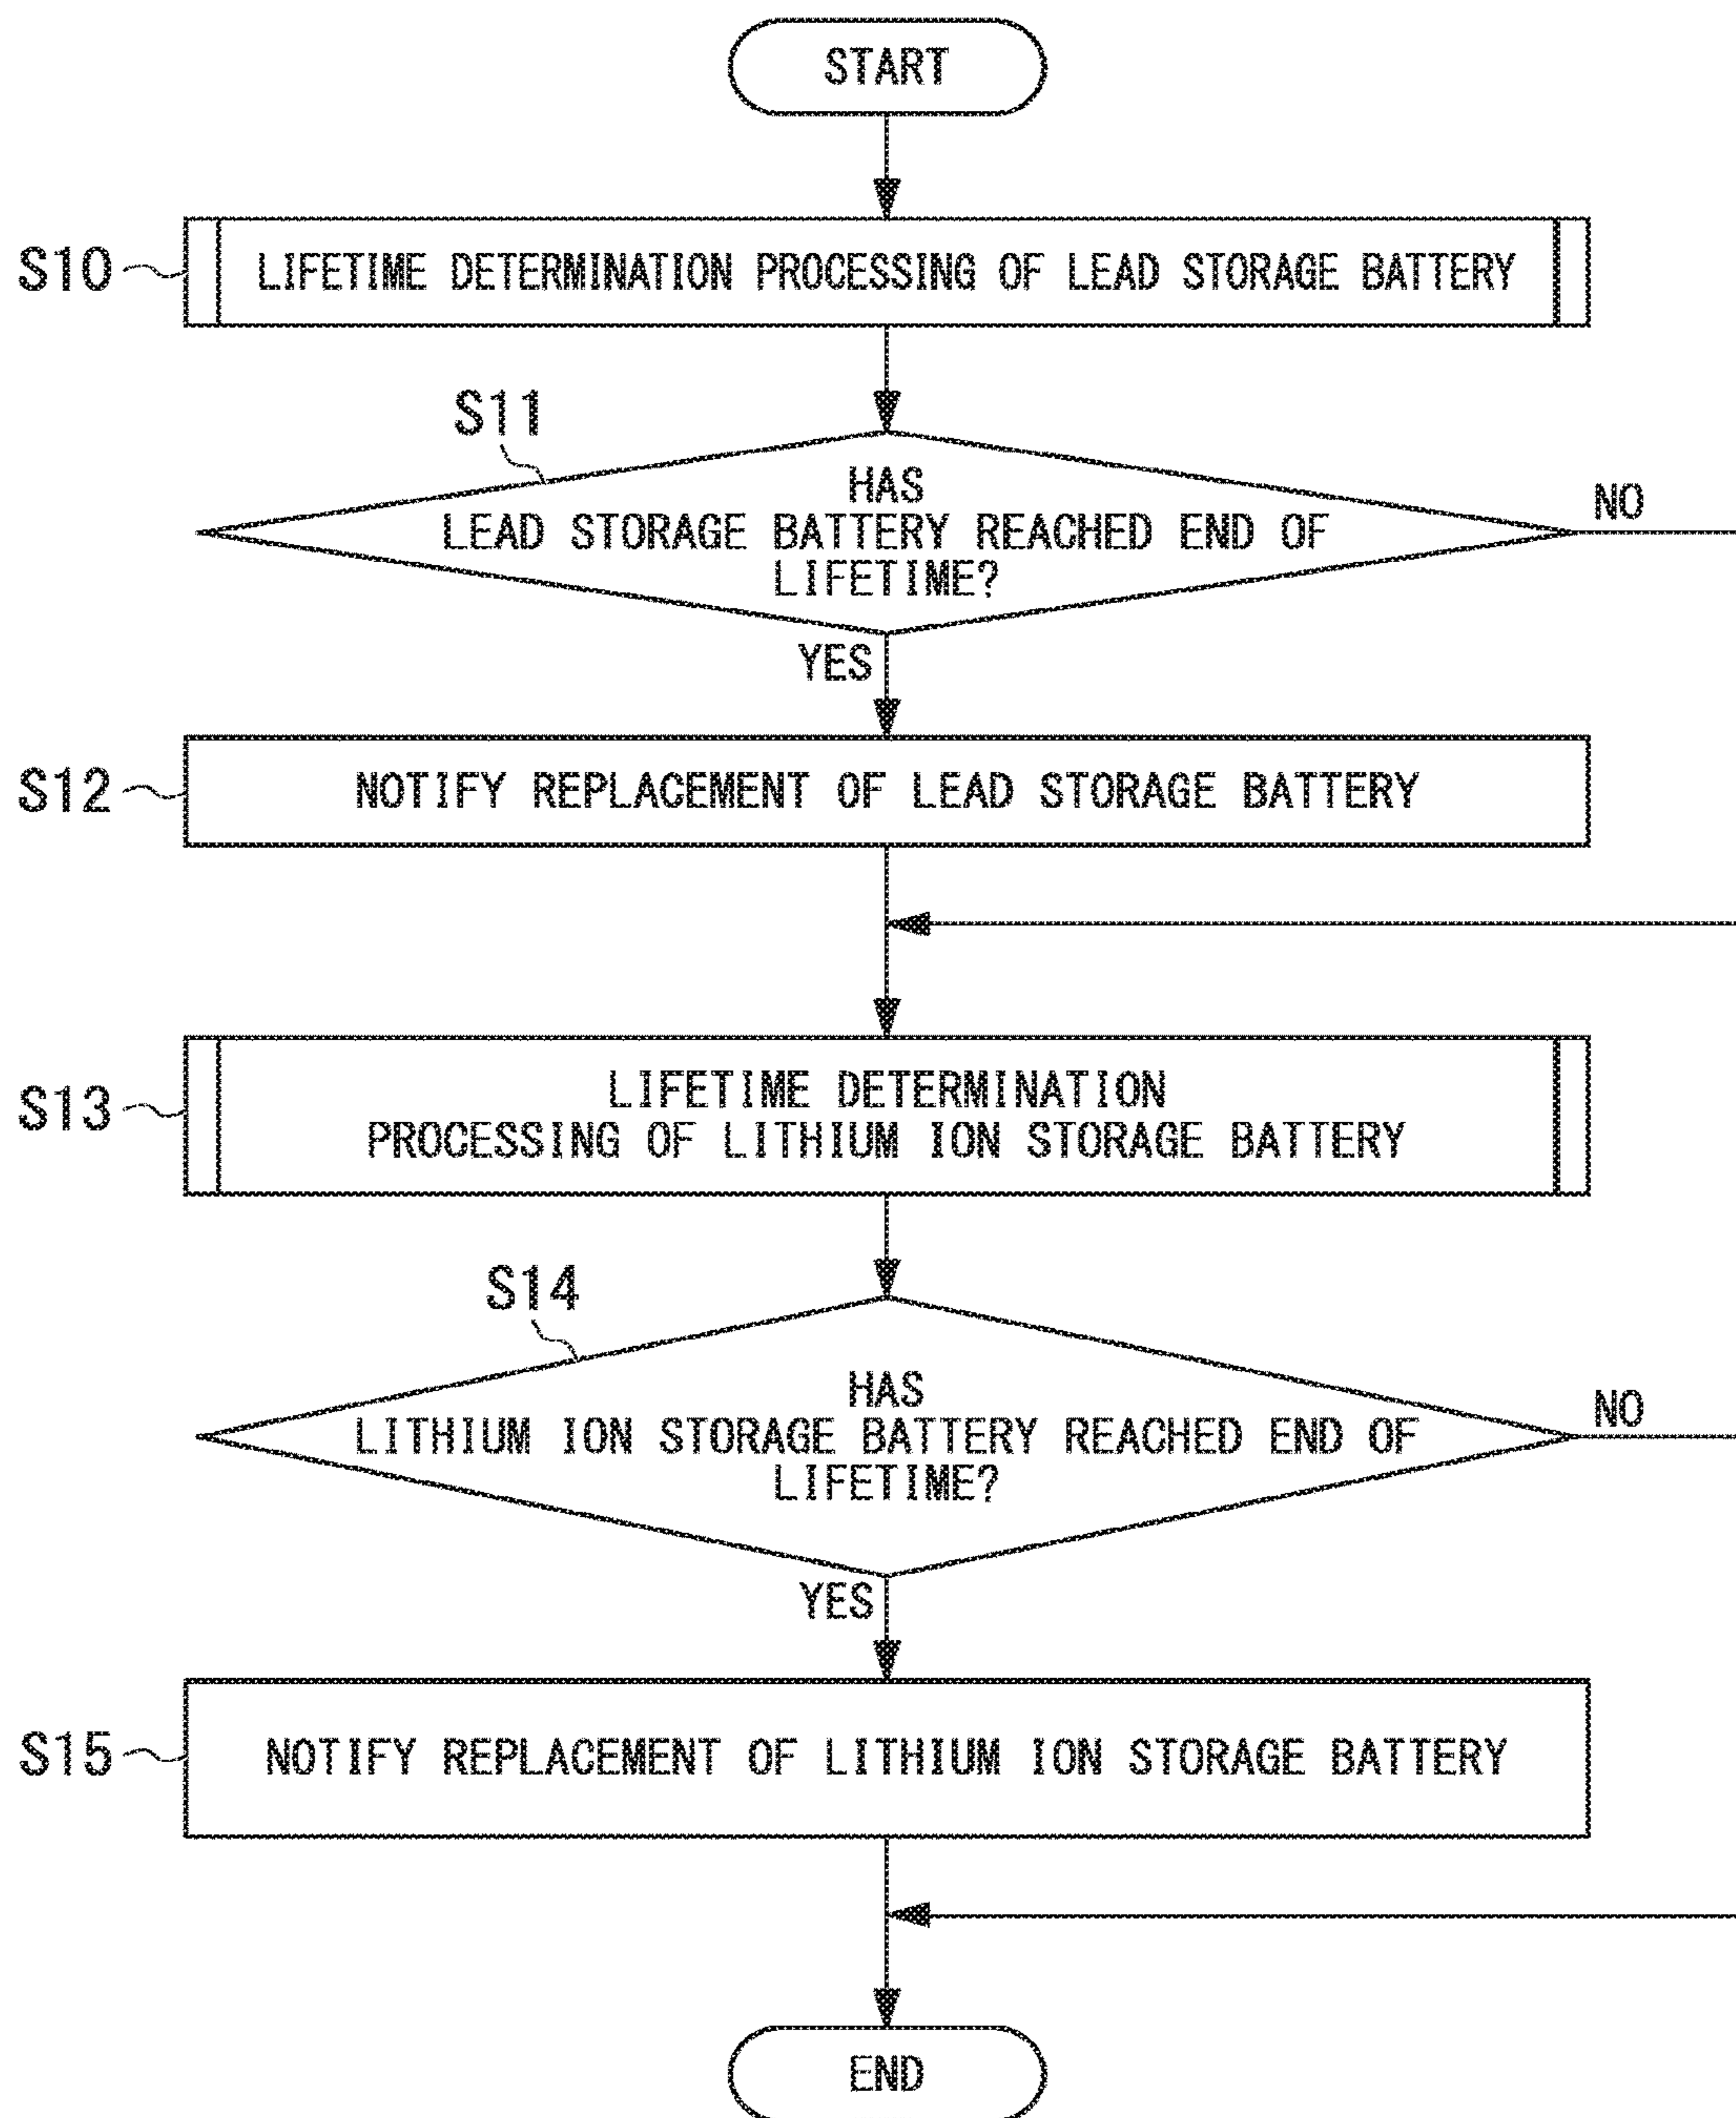 START
S10
LIFETIME DETERMINATION PROCESSING OF LEAD STORAGE BATTERY
S11
HAS
LEAD STORAGE BATTERY REACHED END OF
LIFETIME?
NO
YES
S12
NOTIFY REPLACEMENT OF LEAD STORAGE BATTERY
S13
LIFETIME DETERMINATION
PROCESSING OF LITHIUM ION STORAGE BATTERY
S14
HAS
LITHIUM ION STORAGE BATTERY REACHED END OF
LIFETIME?
NO
YES
S15
NOTIFY REPLACEMENT OF LITHIUM ION STORAGE BATTERY
END